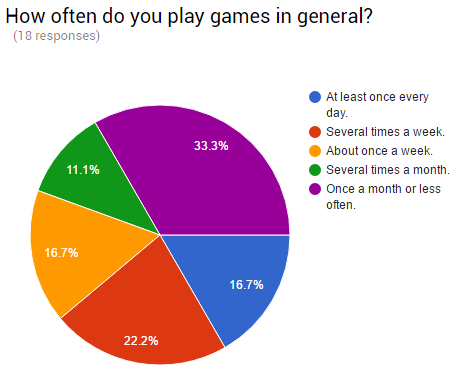 How often do you play games in general?
(18 responses)
At least once every
day.
Several times a week.
About once a week.
Several times a month.
Once a month or less
often.
33.3%
11.1%
16.7%
16.7%
22.2%